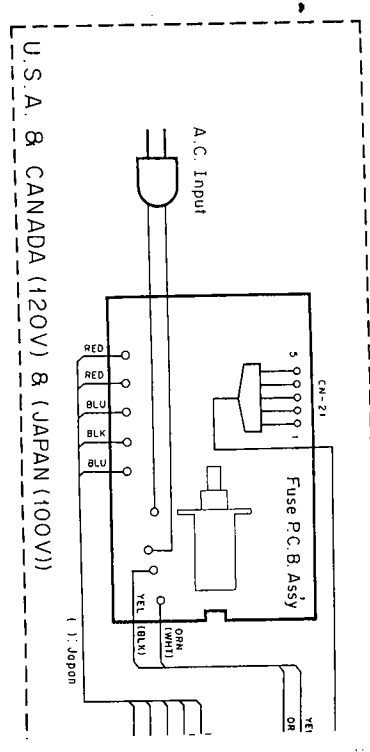 U.S.A. & CANADA (120V) & (JAPAN (100V))
A.C. Input
CN-21
5
1
Fuse P.C.B. Ass'y
RED
RED
BLU
BLK
BLU
YEL
(BLK)
ORN
(WHT)
( ): Japan
OR